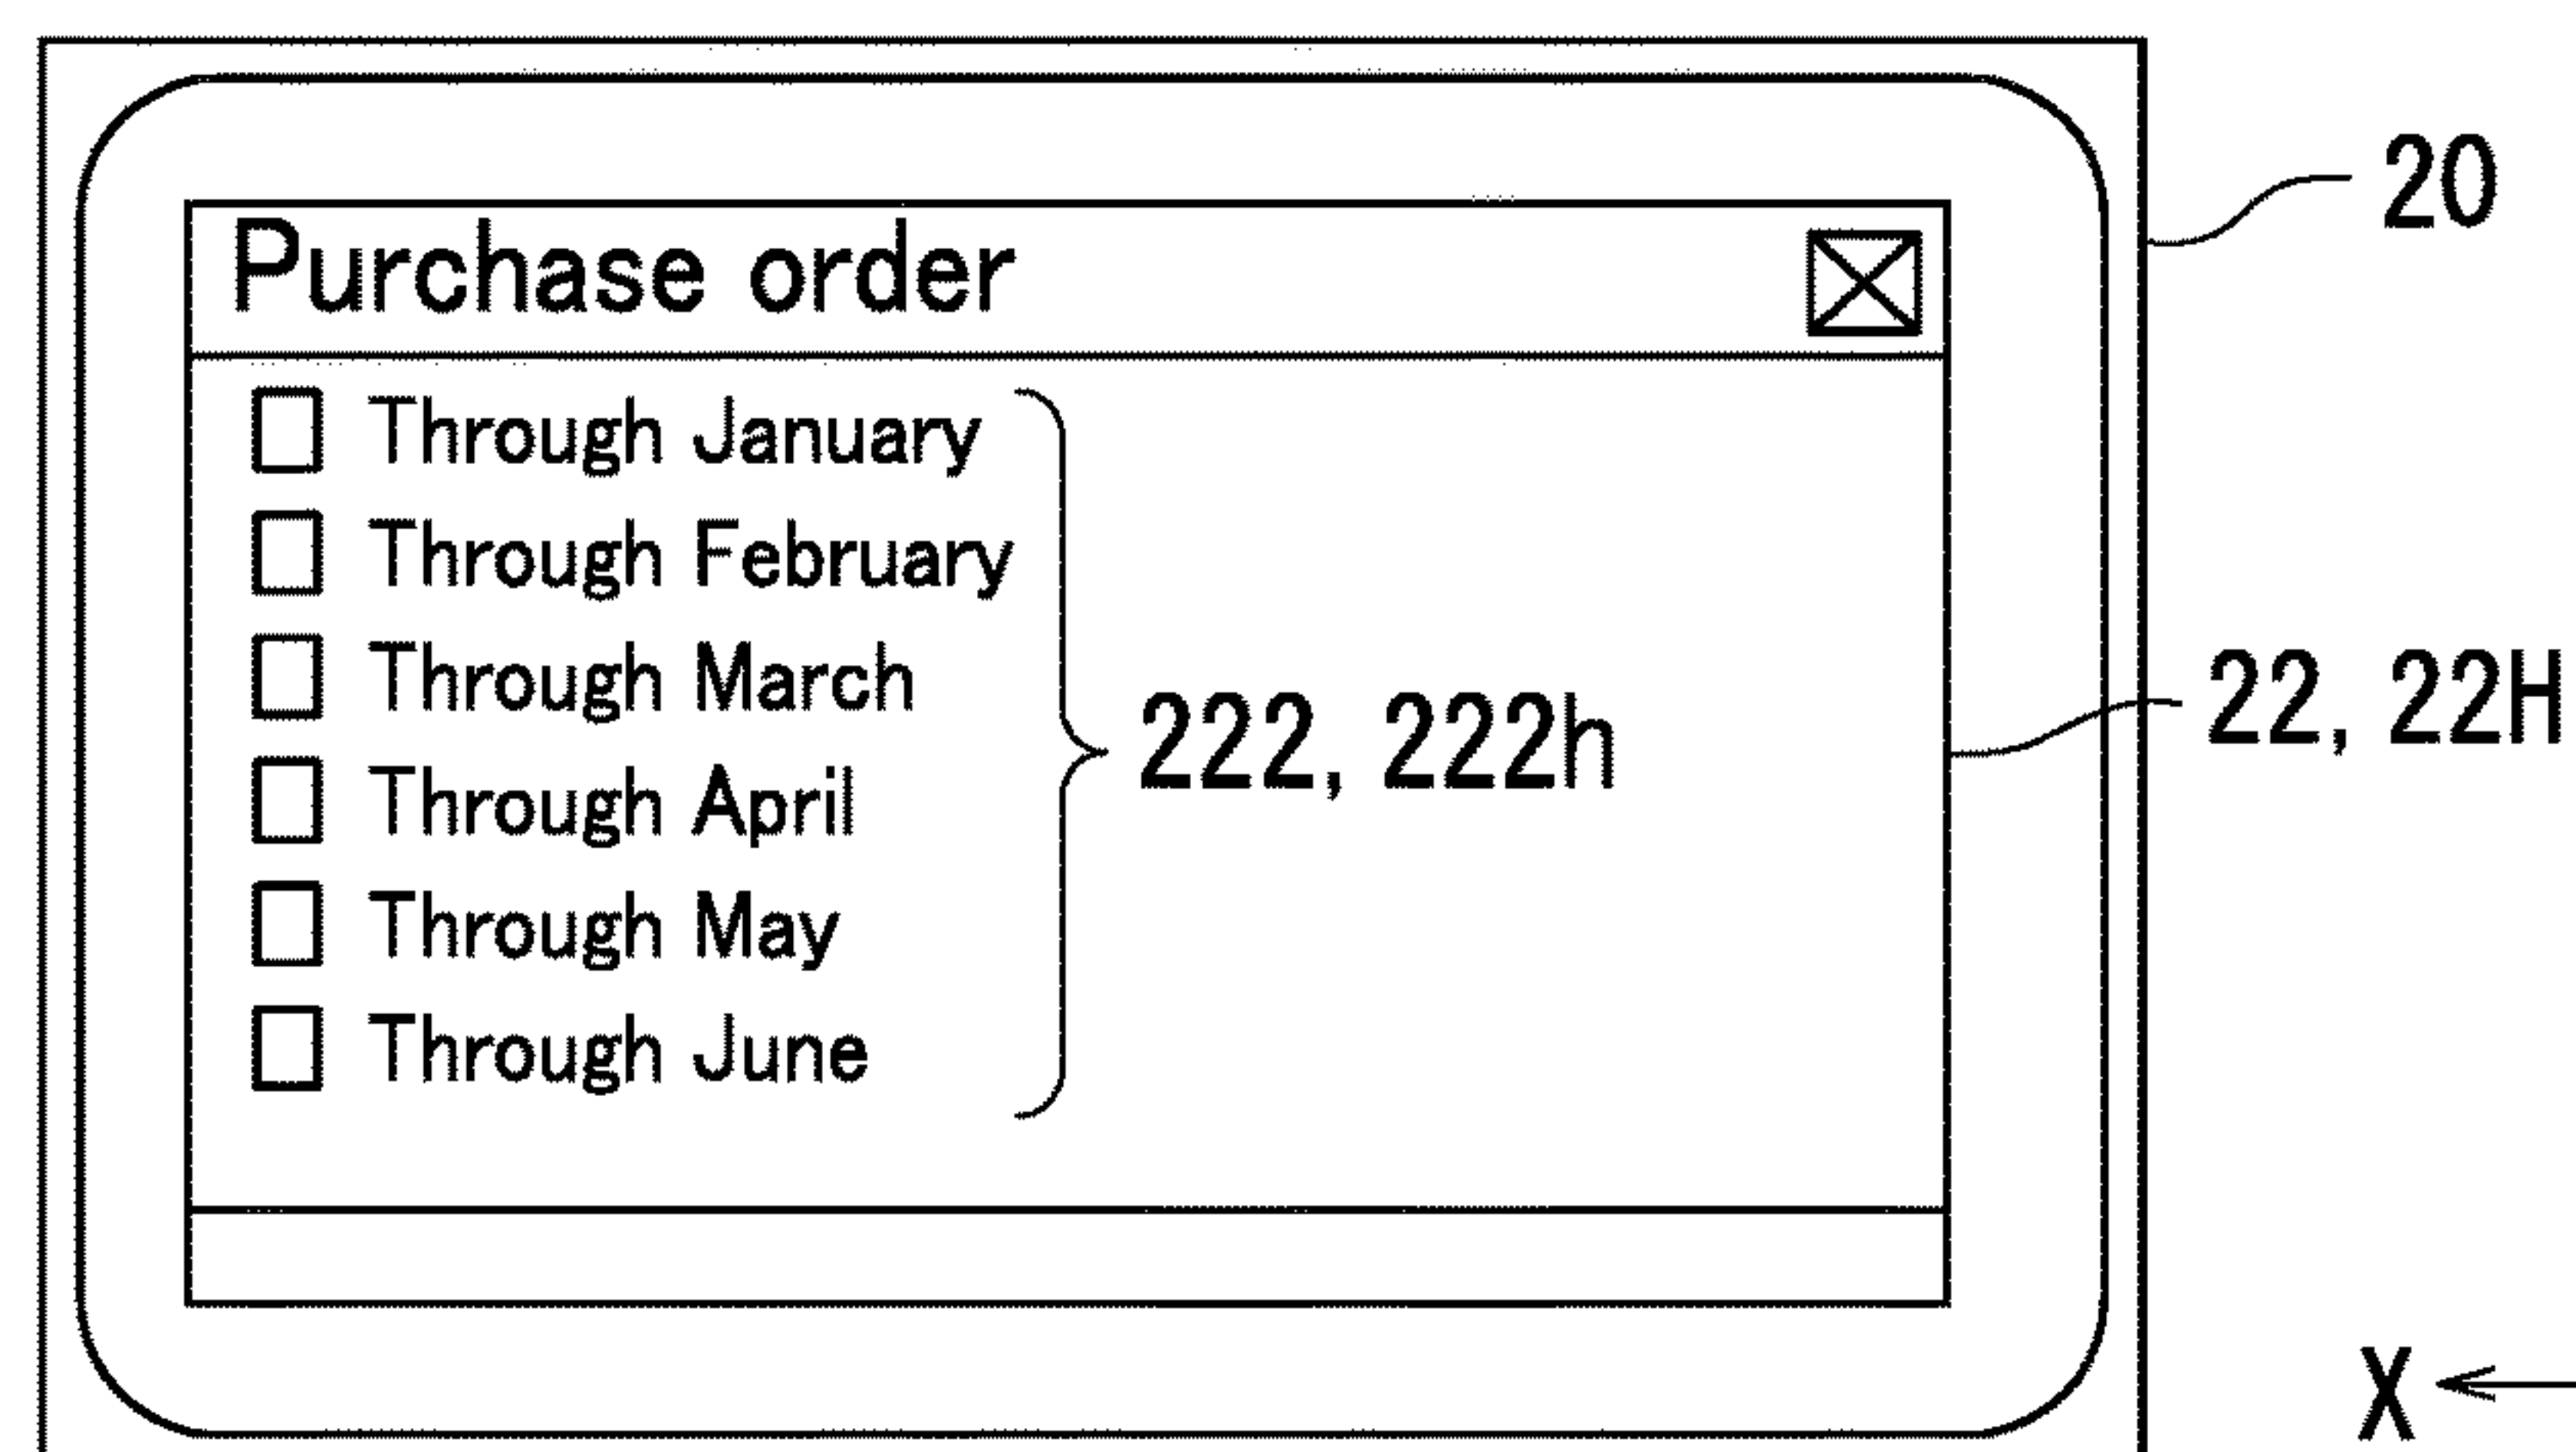 20
Purchase order
Through January
Through February
Through March
22, 22H
222, 222h
Through April
Through May
Through June
X